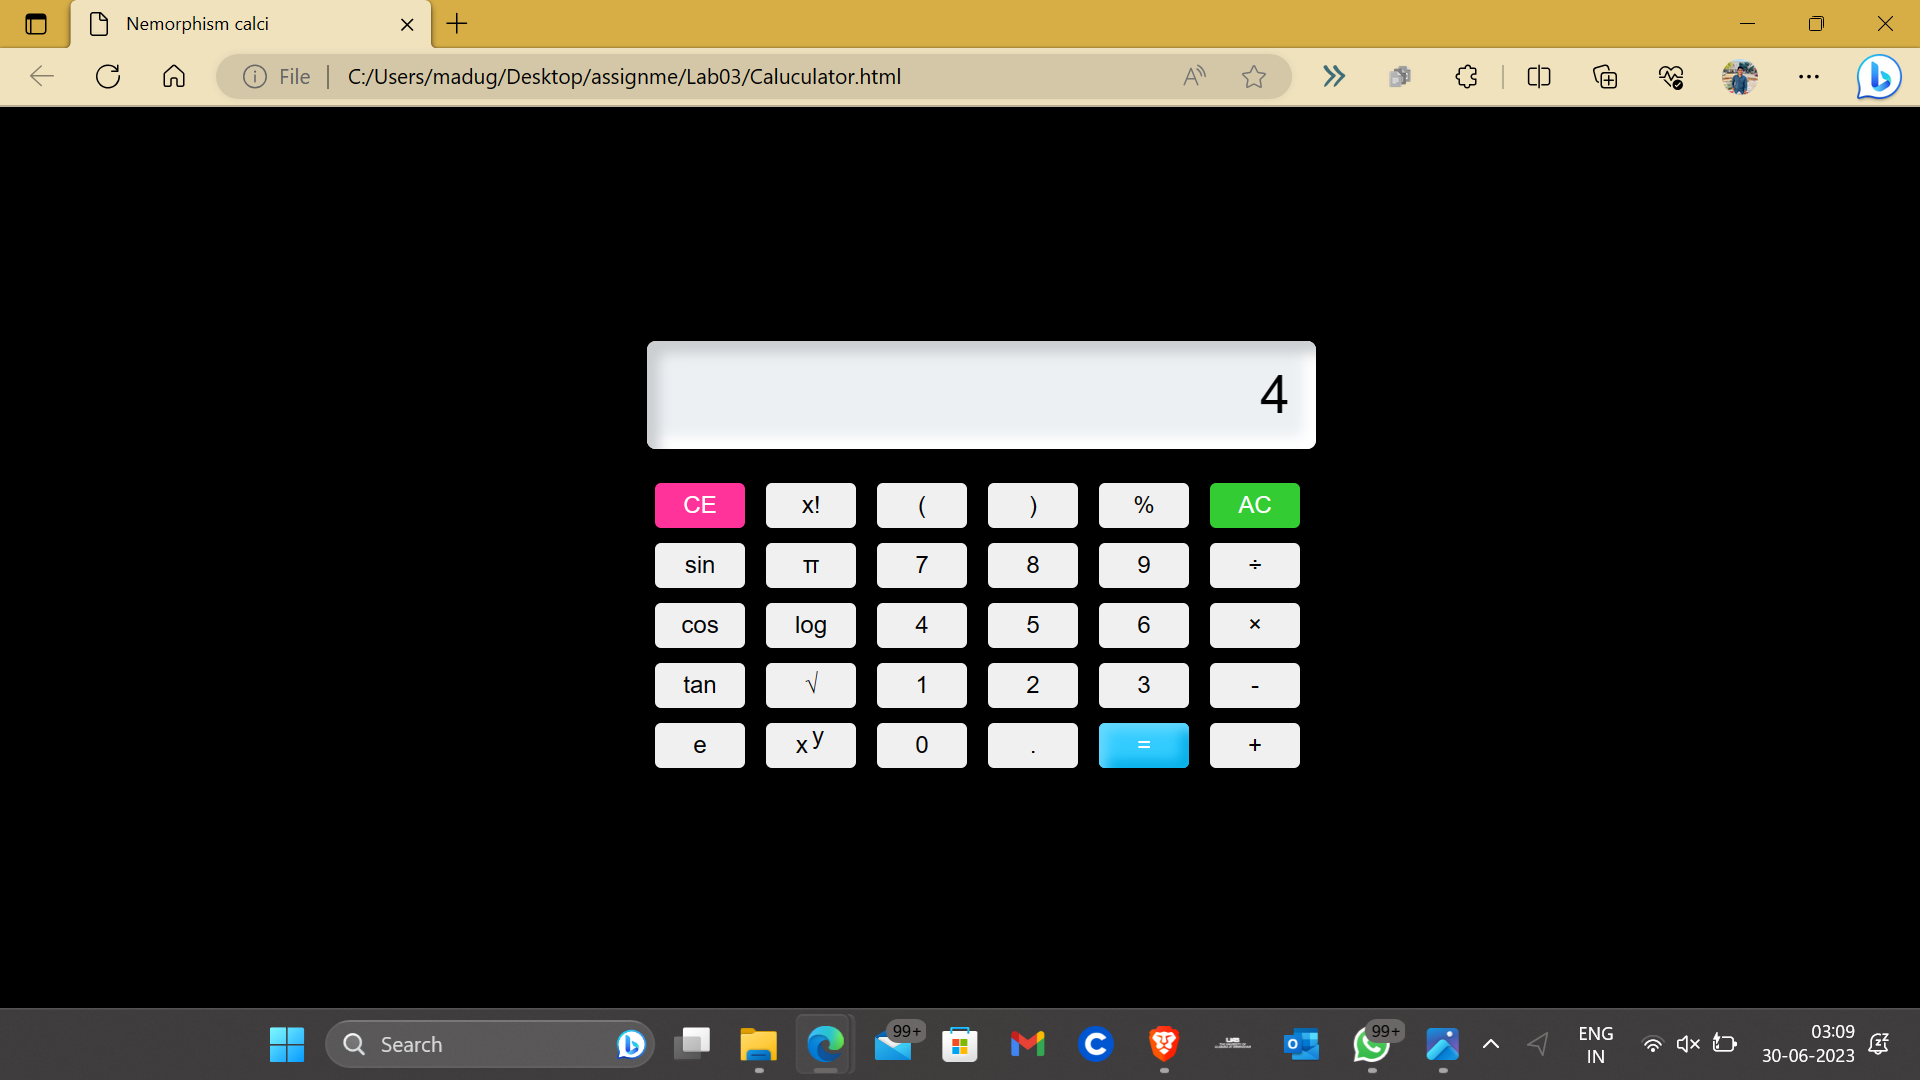 Nemorphism calci
File C:/Users/madug/Desktop/assignme/Lab03/Caluculator.html
4
CE x! ( ) % AC
sin π 7 8 9 ÷
cos log 4 5 6 ×
tan √ 1 2 3 -
e x y 0 . = +
Search 99+ 99+ ENG IN 03:09
30-06-2023